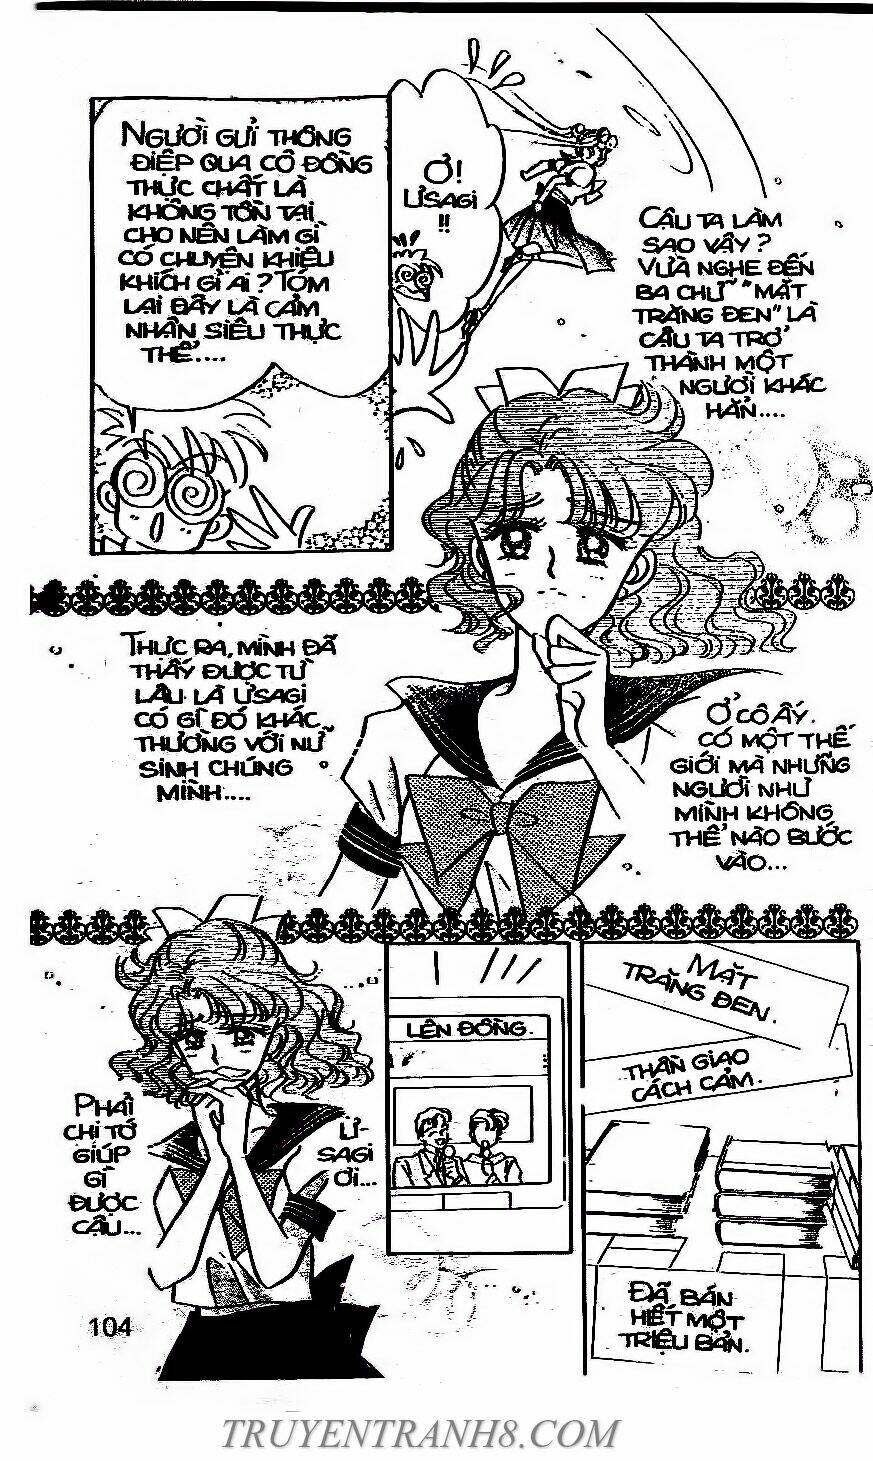 NGƯỜI GỬI THÔNG
ĐIỆP QUA CÔ ĐỒNG
THỰC CHẤT LÀ
KHÔNG TỒN TẠI
CHO NÊN LÀM GÌ
CÓ CHUYỆN KHIÊU
KHÍCH GÌ AI? TÓM
LẠI ĐÂY LÀ CẢM
NHẬN SIÊU THỰC
THỂ....
Ơ!
ƯSAGI
!!
CẬU TA LÀM
SAO VẬY?
VỪA NGHE ĐẾN
BA CHỮ "MẶT
TRĂNG ĐEN" LÀ
CẬU TA TRỞ
THÀNH MỘT
NGƯỜI KHÁC
HẲN....
THỰC RA, MÌNH ĐÃ
THẤY ĐƯỢC TỪ
LÂU LÀ ƯSAGI
CÓ GÌ ĐÓ KHÁC
THƯỜNG VỚI NỮ
SINH CHÚNG
MÌNH....
Ở CÔ ẤY.
CÓ MỘT THẾ
GIỚI MÀ NHỮNG
NGƯỜI NHƯ
MÌNH KHÔNG
THỂ NÀO BƯỚC
VÀO...
PHẢI
CHI TỚ
GIÚP
GÌ
ĐƯỢC
CẬU...
Ư-
SAGI
ƠI...
LÊN ĐỒNG.
MẶT
TRĂNG ĐEN.
THẦN GIAO
CÁCH CẢM.
ĐÃ BÁN
HẾT MỘT
TRIỆU BẢN.
104
TRUYENTRANH8.COM